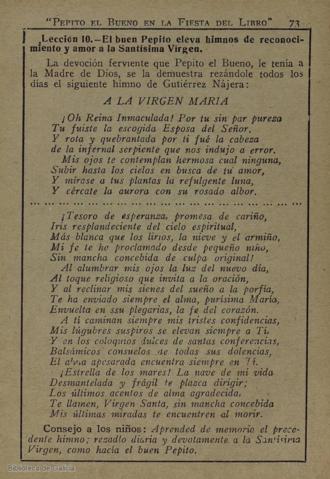 "Pepito el Bueno en la Fiesta del Libro" 73
Lección 10.—El buen Pepito eleva himnos de reconoci-
miento y amor a la Santísima Virgen.
La devoción ferviente que Pepito el Bueno, le tenía a
la Madre de Dios, se la demuestra rezándole todos los
días el siguiente himno de Gutiérrez Nájera:
A LA VIRGEN MARIA
¡Oh Reina Inmaculada! Por tu sin par pureza
Tu fuiste la escogida Esposa del Señor,
Y rota y quebrantada por ti fué la cabeza
de la infernal serpiente que nos indujo a error.
Mis ojos te contemplan hermosa cual ninguna,
Subir hasta los cielos en busca de tu amor,
Y mirase a tus plantas la refulgente luna,
Y cércate la aurora con su rosado albor.
¡Tesoro de esperanza, promesa de cariño,
Iris resplandeciente del cielo espiritual,
Más blanca que los lirios, la nieve y el armiño,
Mi fe te ho proclamado desde pequeño niño,
Sin mancha concebida de culpa original!
Al alumbrar mis ojos la luz del nuevo día,
Al toque religioso que invita a la oración,
Y al reclinar mis sienes del sueño a la porfía,
Te ha enviado siempre el alma, purísima María,
Envuelta en ssu plegarias, la fe del corazón.
A ti caminan siempre mis tristes confidencias,
Mis lúgubres suspiros se elevan siempre a Ti.
Y en los coloquios dulces de santas conferencias,
Balsámicos consuelos de todas sus dolencias,
El alma apesarada encuentra siempre en Ti.
¡Estrella de los mares! La nave de mi vida
Desmantelada y frágil te plazca dirigir;
Los últimos acentos de alma agradecida,
Te llamen, Virgen Santa, sin mancha concebida
Mis últimas miradas te encuentren al morir.
Consejo a los niños: Aprended de memoria el prece-
dente himno; rezadlo diaria y devotamente a la Santísima
Virgen, como hacía el buen Pepito.
Biblioteca de Galicia